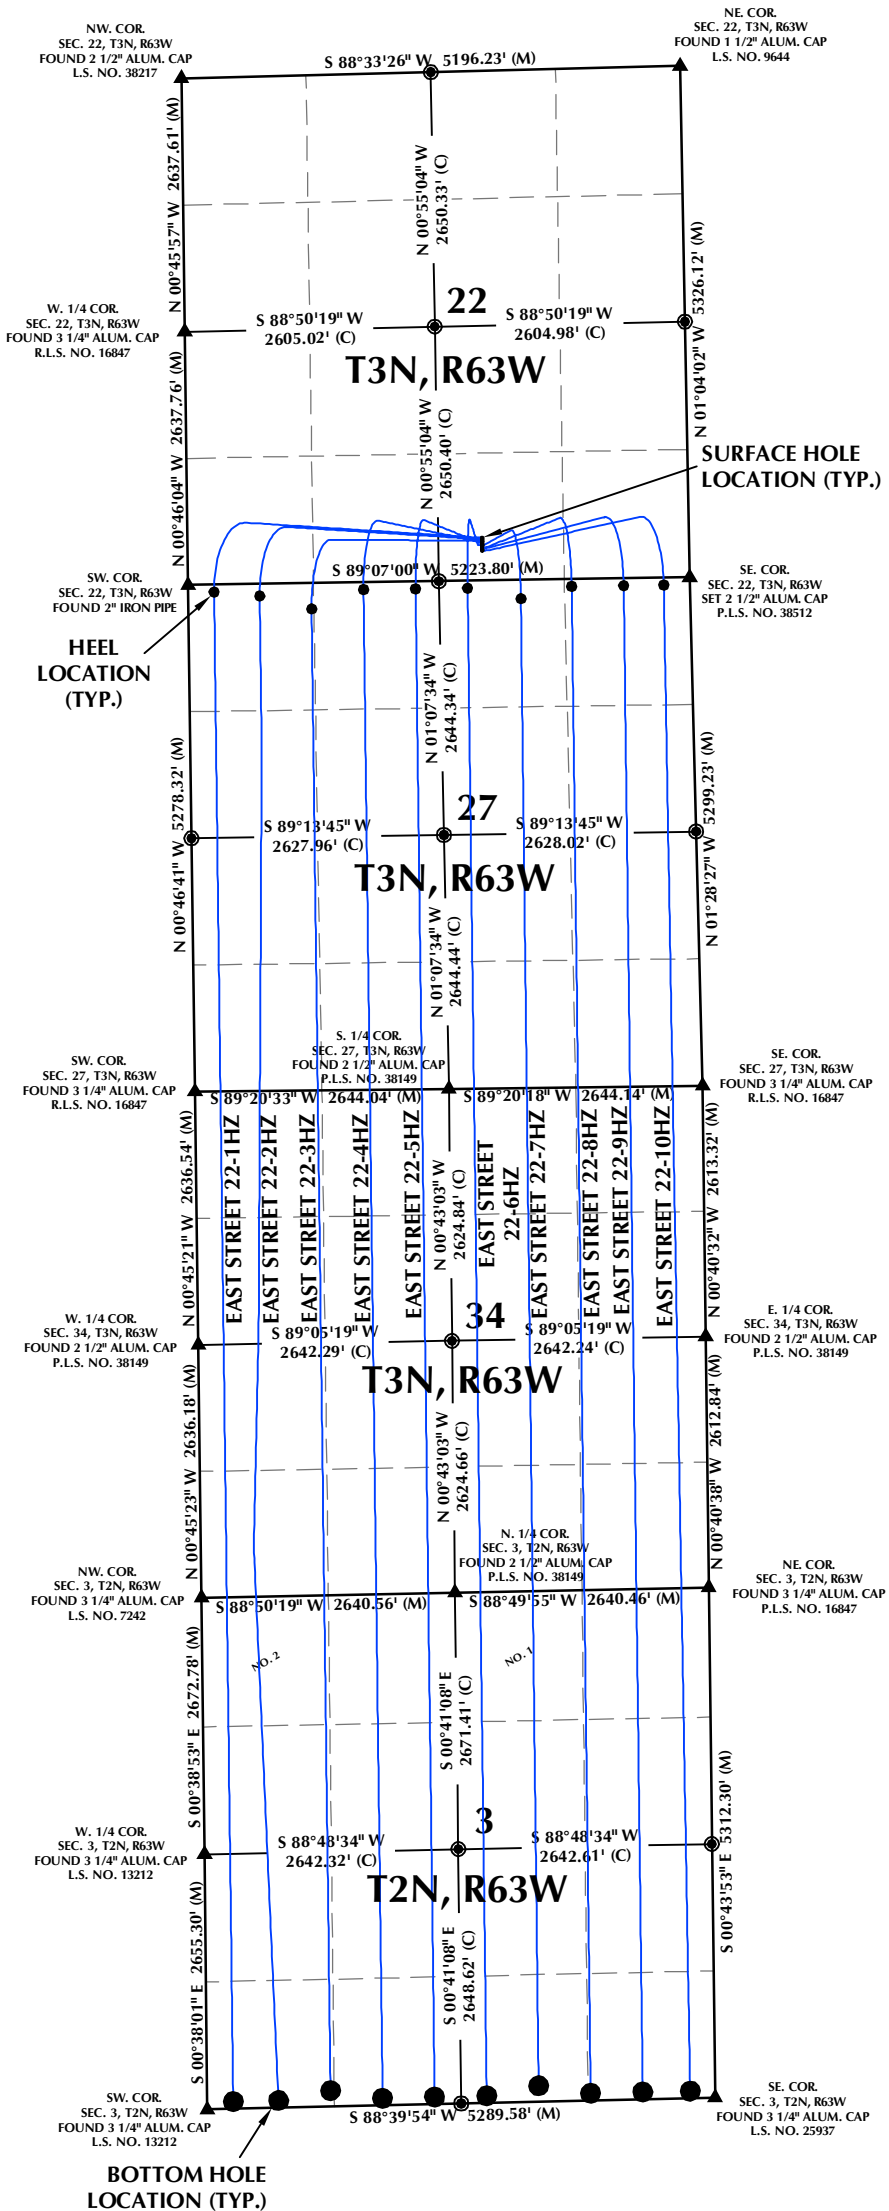 NW. COR.
SEC. 22, T3N, R63W
FOUND 2 1/2" ALUM. CAP
L.S. NO. 38217
NE. COR.
SEC. 22, T3N, R63W
FOUND 1 1/2" ALUM. CAP
L.S. NO. 9644
S 88°33'26" W 5196.23' (M)
N 00°45'57" W 2637.61' (M)
N 00°55'04" W
2650.33' (C)
N 01°04'02" W 5326.12' (M)
W. 1/4 COR.
SEC. 22, T3N, R63W
FOUND 3 1/4" ALUM. CAP
R.L.S. NO. 16847
22
S 88°50'19" W
2605.02' (C)
S 88°50'19" W
2604.98' (C)
T3N, R63W
N 00°46'04" W 2637.76' (M)
N 00°55'04" W
2650.40' (C)
SURFACE HOLE
LOCATION (TYP.)
S 89°07'00" W 5223.80' (M)
SW. COR.
SEC. 22, T3N, R63W
FOUND 2" IRON PIPE
SE. COR.
SEC. 22, T3N, R63W
SET 2 1/2" ALUM. CAP
P.L.S. NO. 38512
HEEL
LOCATION
(TYP.)
N 01°07'34" W
2644.34' (C)
N 00°46'41" W 5278.32' (M)
N 01°28'27" W 5299.23' (M)
27
S 89°13'45" W
2627.96' (C)
S 89°13'45" W
2628.02' (C)
T3N, R63W
N 01°07'34" W
2644.44' (C)
S. 1/4 COR.
SEC. 27, T3N, R63W
FOUND 2 1/2" ALUM. CAP
P.L.S. NO. 38149
SW. COR.
SEC. 27, T3N, R63W
FOUND 3 1/4" ALUM. CAP
R.L.S. NO. 16847
SE. COR.
SEC. 27, T3N, R63W
FOUND 3 1/4" ALUM. CAP
R.L.S. NO. 16847
S 89°20'33" W 2644.04' (M)
S 89°20'18" W 2644.14' (M)
N 00°45'21" W 2636.54' (M)
EAST STREET 22-1HZ
EAST STREET 22-2HZ
EAST STREET 22-3HZ
EAST STREET 22-4HZ
EAST STREET 22-5HZ
N 00°43'03" W
2624.84' (C)
EAST STREET
22-6HZ
EAST STREET 22-7HZ
EAST STREET 22-8HZ
EAST STREET 22-9HZ
EAST STREET 22-10HZ
N 00°40'32" W 2613.32' (M)
W. 1/4 COR.
SEC. 34, T3N, R63W
FOUND 2 1/2" ALUM. CAP
P.L.S. NO. 38149
34
E. 1/4 COR.
SEC. 34, T3N, R63W
FOUND 2 1/2" ALUM. CAP
P.L.S. NO. 38149
S 89°05'19" W
2642.29' (C)
S 89°05'19" W
2642.24' (C)
T3N, R63W
N 00°45'23" W 2636.18' (M)
N 00°43'03" W
2624.66' (C)
N 00°40'38" W 2612.84' (M)
N. 1/4 COR.
SEC. 3, T2N, R63W
FOUND 2 1/2" ALUM. CAP
P.L.S. NO. 38149
NW. COR.
SEC. 3, T2N, R63W
FOUND 3 1/4" ALUM. CAP
L.S. NO. 7242
NE. COR.
SEC. 3, T2N, R63W
FOUND 3 1/4" ALUM. CAP
P.L.S. NO. 16847
S 88°50'19" W 2640.56' (M)
S 88°49'55" W 2640.46' (M)
NO. 2
NO. 1
S 00°38'53" E 2672.78' (M)
S 00°41'08" E
2671.41' (C)
S 00°43'53" E 5312.30' (M)
W. 1/4 COR.
SEC. 3, T2N, R63W
FOUND 3 1/4" ALUM. CAP
L.S. NO. 13212
3
S 88°48'34" W
2642.32' (C)
S 88°48'34" W
2642.61' (C)
T2N, R63W
S 00°38'01" E 2655.30' (M)
S 00°41'08" E
2648.62' (C)
SW. COR.
SEC. 3, T2N, R63W
FOUND 3 1/4" ALUM. CAP
L.S. NO. 13212
SE. COR.
SEC. 3, T2N, R63W
FOUND 3 1/4" ALUM. CAP
L.S. NO. 25937
S 88°39'54" W 5289.58' (M)
BOTTOM HOLE
LOCATION (TYP.)